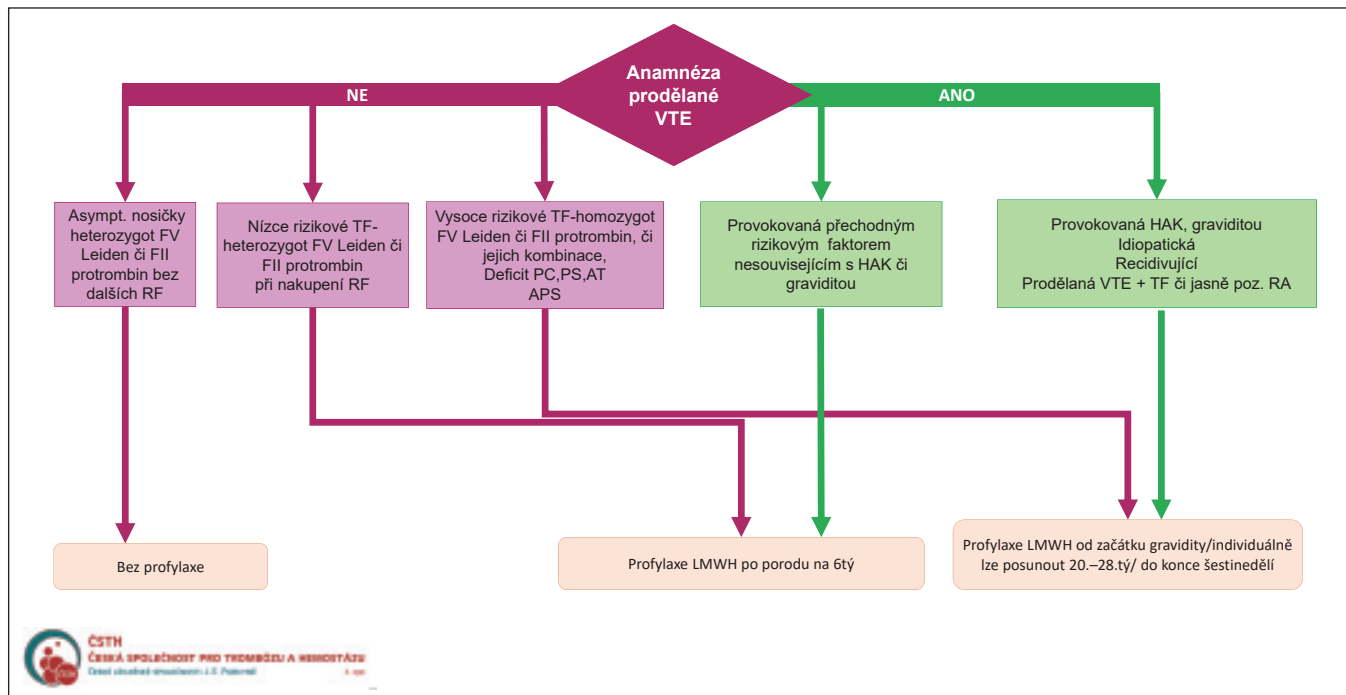 Anamnéza
prodělané
VTE
NE
ANO
Asympt. nosičky
heterozygot FV
Leiden či FII
protrombin bez
dalších RF
Nízce rizikové TF-
heterozygot FV Leiden či
FII protrombin
při nakupení RF
Vysoce rizikové TF-homozygot
FV Leiden či FII protrombin, či
jejich kombinace,
Deficit PC,PS,AT
APS
Provokovaná přechodným
rizikovým faktorem
nesouvisejícím s HAK či
graviditou
Provokovaná HAK, graviditou
Idiopatická
Recidivující
Prodělaná VTE + TF či jasně poz. RA
Bez profylaxe
Profylaxe LMWH po porodu na 6tý
Profylaxe LMWH od začátku gravidity/individuálně
lze posunout 20.–28.tý/ do konce šestinedělí
ČSTH
ČESKÁ SPOLEČNOST PRO TROMBÓZU A HEMOSTÁZU